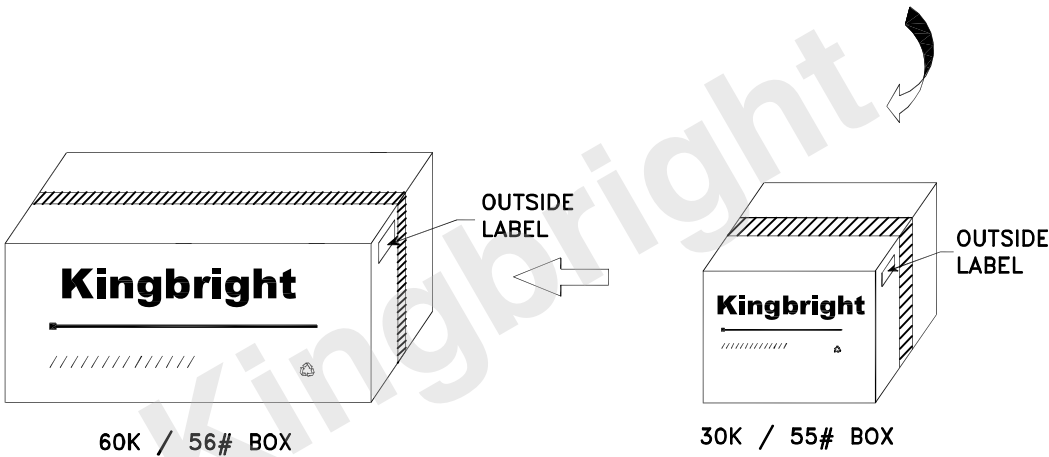 OUTSIDE
LABEL
Kingbright
60K / 56# BOX
OUTSIDE
LABEL
Kingbright
30K / 55# BOX
Kingbright